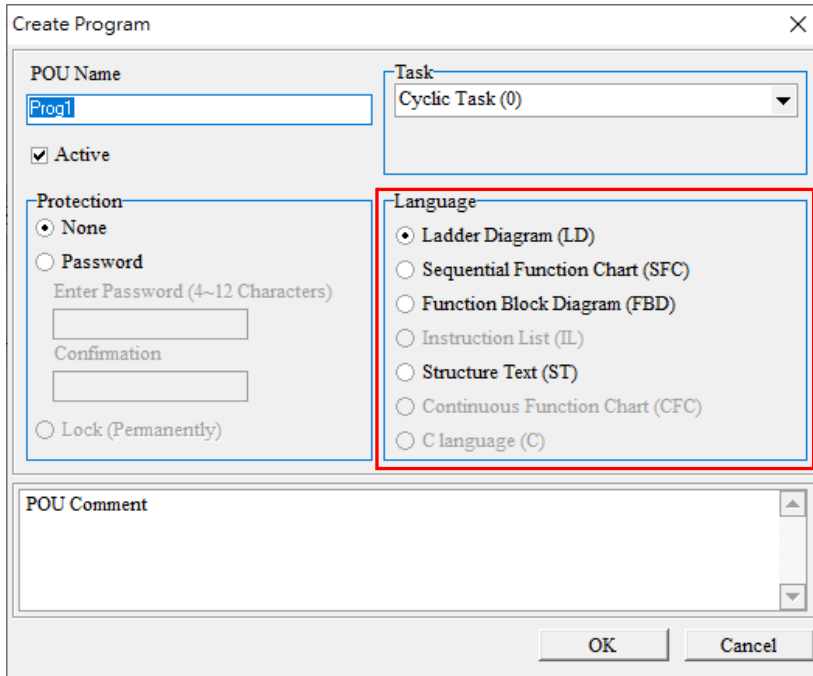 Create Program
POU Name
Prog1
Active
Task
Cyclic Task (0)
Protection
None
Password
Enter Password (4~12 Characters)
Confirmation
Lock (Permanently)
Language
Ladder Diagram (LD)
Sequential Function Chart (SFC)
Function Block Diagram (FBD)
Instruction List (IL)
Structure Text (ST)
Continuous Function Chart (CFC)
C language (C)
POU Comment
OK
Cancel